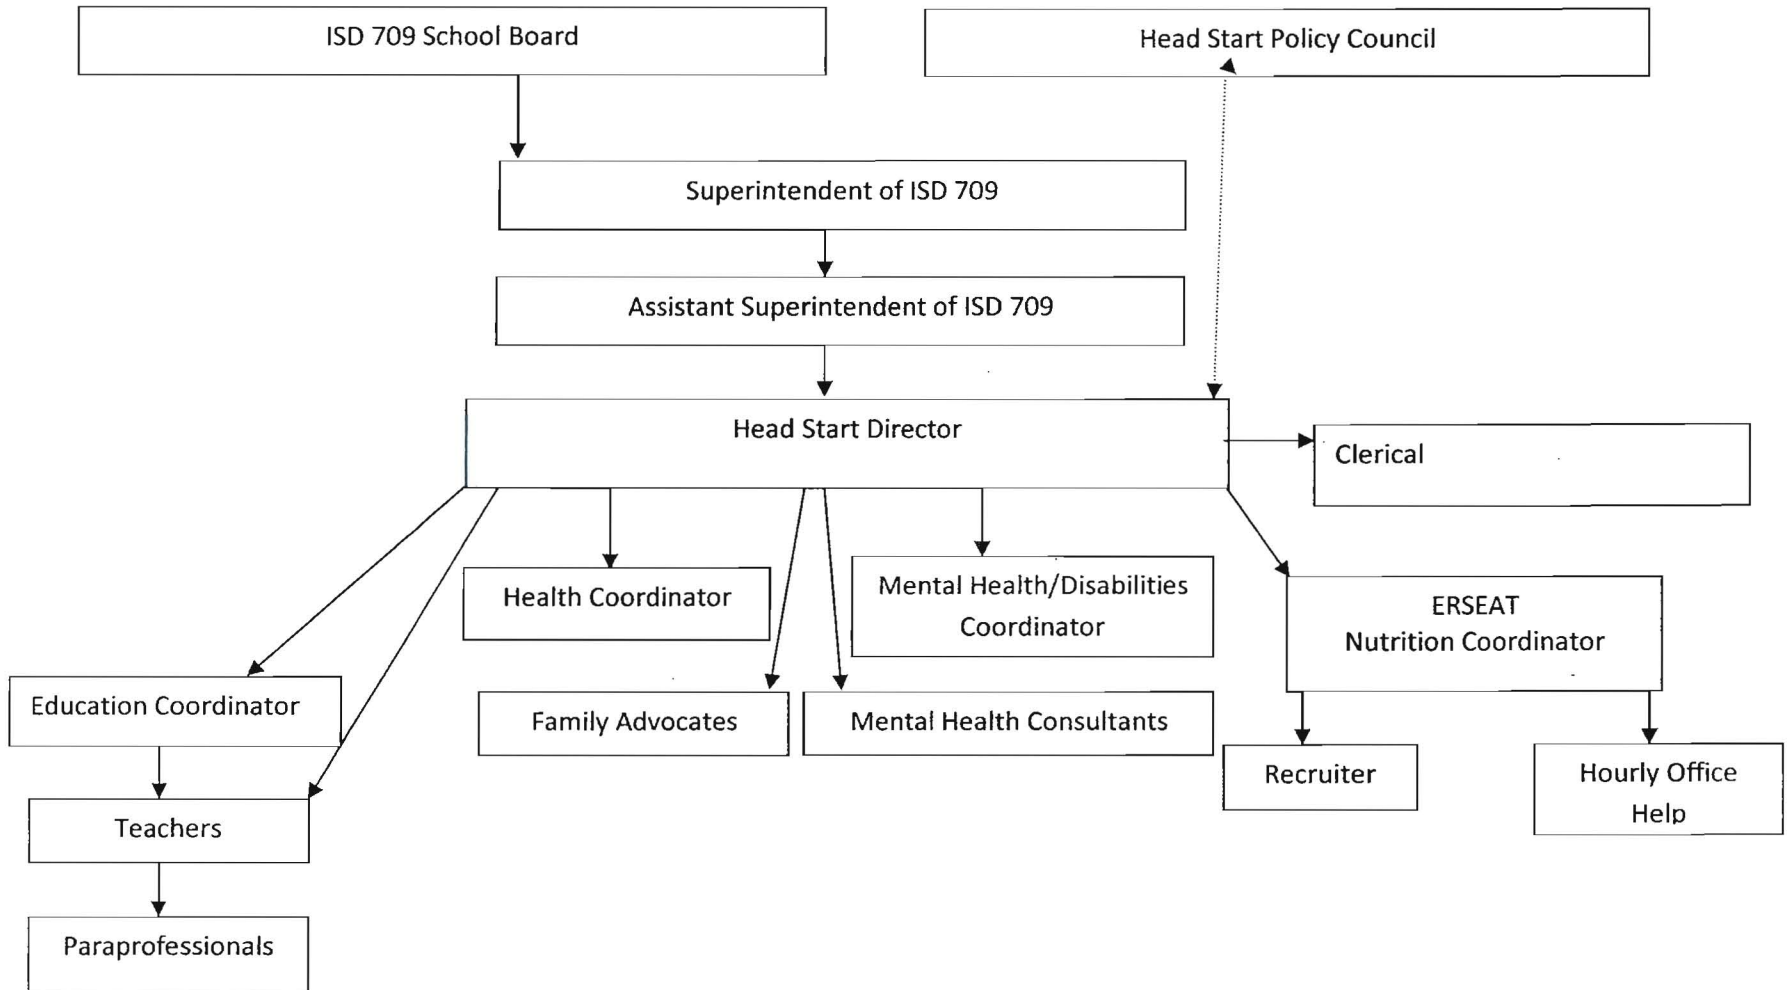 ISD 709 School Board
Head Start Policy Council
Superintendent of ISD 709
Assistant Superintendent of ISD 709
Head Start Director
Clerical
Health Coordinator
Mental Health/Disabilities
Coordinator
ERSEAT
Nutrition Coordinator
Education Coordinator
Family Advocates
Mental Health Consultants
Recruiter
Hourly Office
Help
Teachers
Paraprofessionals